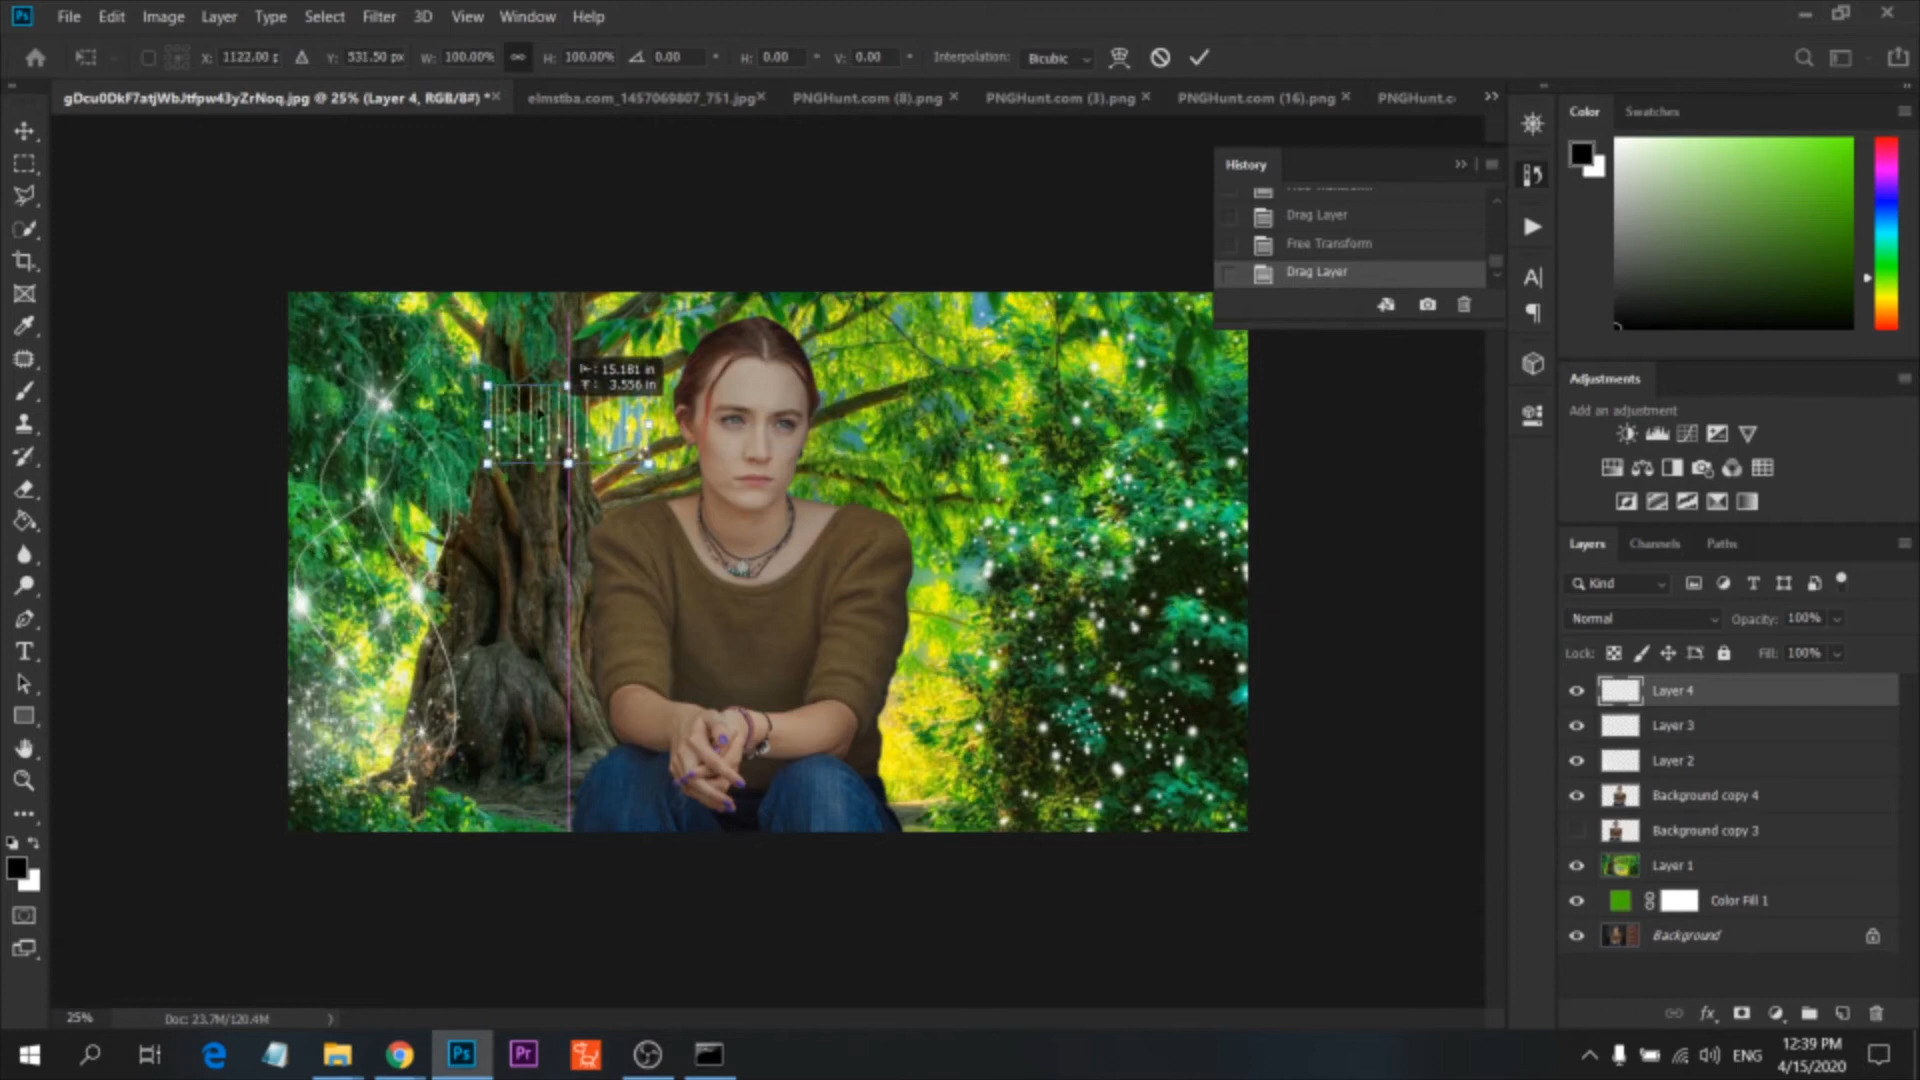 Ps File Edit Image Layer Type Select Filter 3D View Window Help
X: 1122.00 p Y: 531.50 px W: 100.00% H: 100.00% 0.00 ° H: 0.00 ° V: 0.00 ° Interpolation: Bicubic
gDcu0DkF7atjWbJtfpw43yZrNoq.jpg @ 25% (Layer 4, RGB/8#) * elmstba.com_1457069807_751.jpg PNGHunt.com (8).png PNGHunt.com (3).png PNGHunt.com (16).png PNGHunt.c
Color Swatches
History
Drag Layer
Free Transform
Drag Layer
15.181 in
3.556 in
Adjustments
Add an adjustment
Layers Channels Paths
Kind
Normal Opacity: 100%
Lock: Fill: 100%
Layer 4
Layer 3
Layer 2
Background copy 4
Background copy 3
Layer 1
Color Fill 1
Background
25% Doc: 23.7M/120.4M
Ps Pr ENG
12:39 PM
4/15/2020